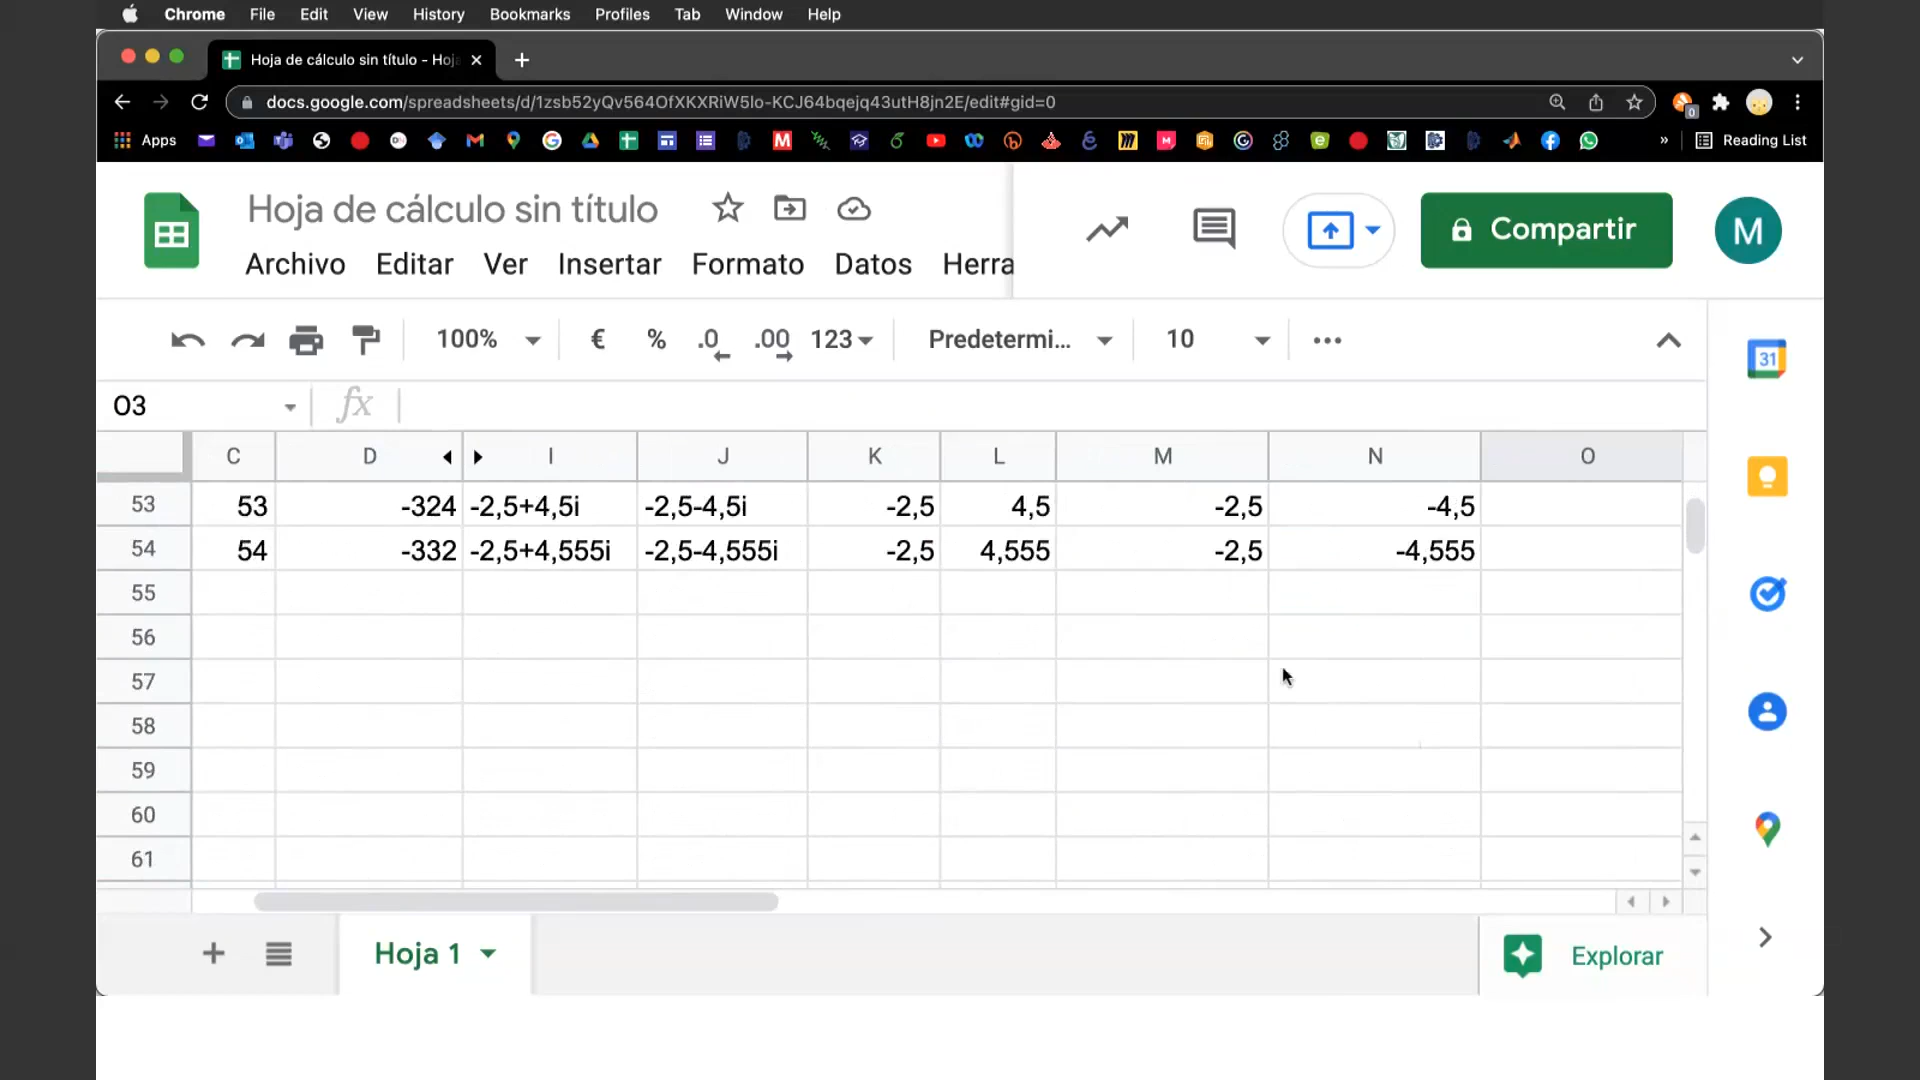 Chrome File Edit View History Bookmarks Profiles Tab Window Help
Hoja de cálculo sin título - Hoj
docs.google.com/spreadsheets/d/1zsb52yQv564OfXKXRiW5lo-KCJ64bqejq43utH8jn2E/edit#gid=0
Apps Reading List
Hoja de cálculo sin título
Compartir M
Archivo Editar Ver Insertar Formato Datos Herra
100% € % .0 .00 123 Predetermi... 10
31
O3 fx
C D I J K L M N O
53 53 -324 -2,5+4,5i -2,5-4,5i -2,5 4,5 -2,5 -4,5
54 54 -332 -2,5+4,555i -2,5-4,555i -2,5 4,555 -2,5 -4,555
55
56
57
58
59
60
61
Hoja 1 Explorar